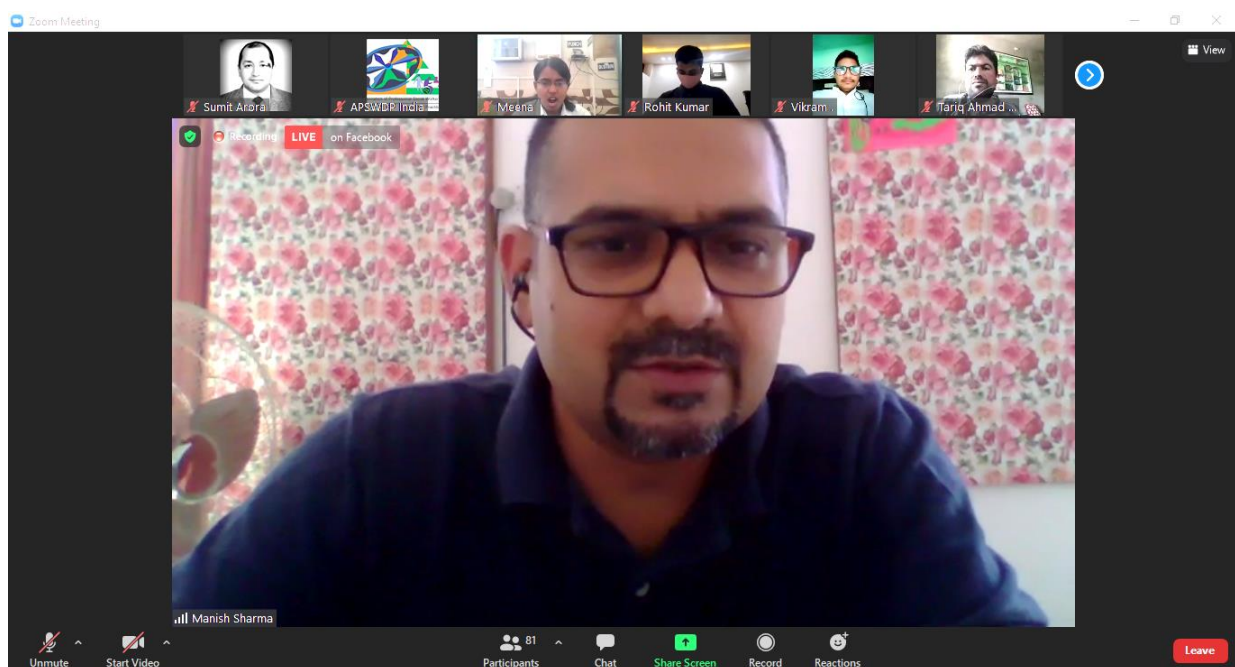 Zoom Meeting
View
Sumit Arora
APSWDP India
Meena
Rohit Kumar
Vikram .
Tariq Ahmad ...
Recording
LIVE on Facebook
Manish Sharma
Unmute
Start Video
81
Participants
Chat
Share Screen
Record
Reactions
Leave